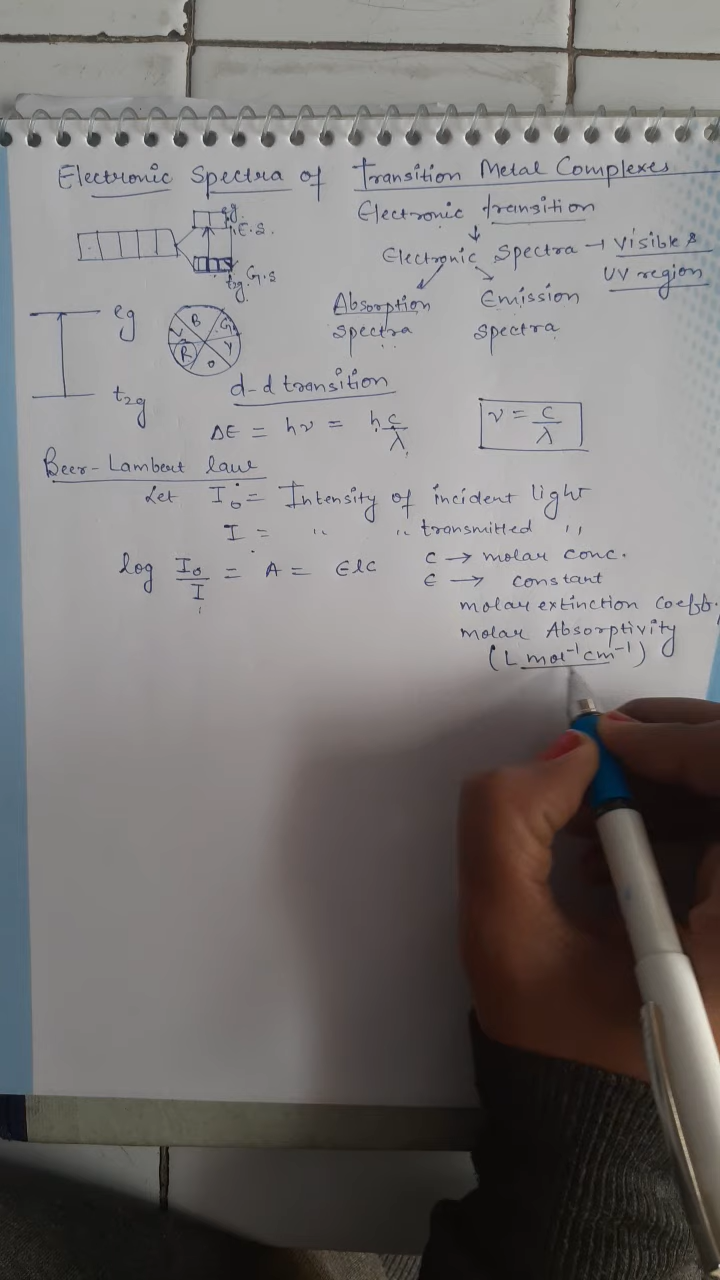 Electronic Spectra of Transition Metal Complexes
eg.
E.S.
t2g. G.S
Electronic transition
↓
Electronic Spectra → Visible &
UV region
Absorption
Spectra
Emission
Spectra
eg
t2g
V B G
R O Y
d-d transition
ΔE = hν = h c/λ
ν = c/λ
Beer-Lambert law
Let I₀ = Intensity of incident light
I = " " transmitted "
log I₀/I = A = ϵlc
c → molar conc.
ϵ → constant
molar extinction coeff.
molar Absorptivity
(L mol⁻¹ cm⁻¹)